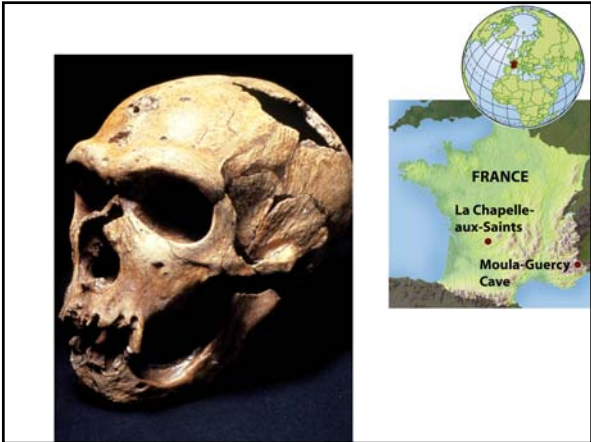 FRANCE
La Chapelle-
aux-Saints
Moula-Guercy
Cave